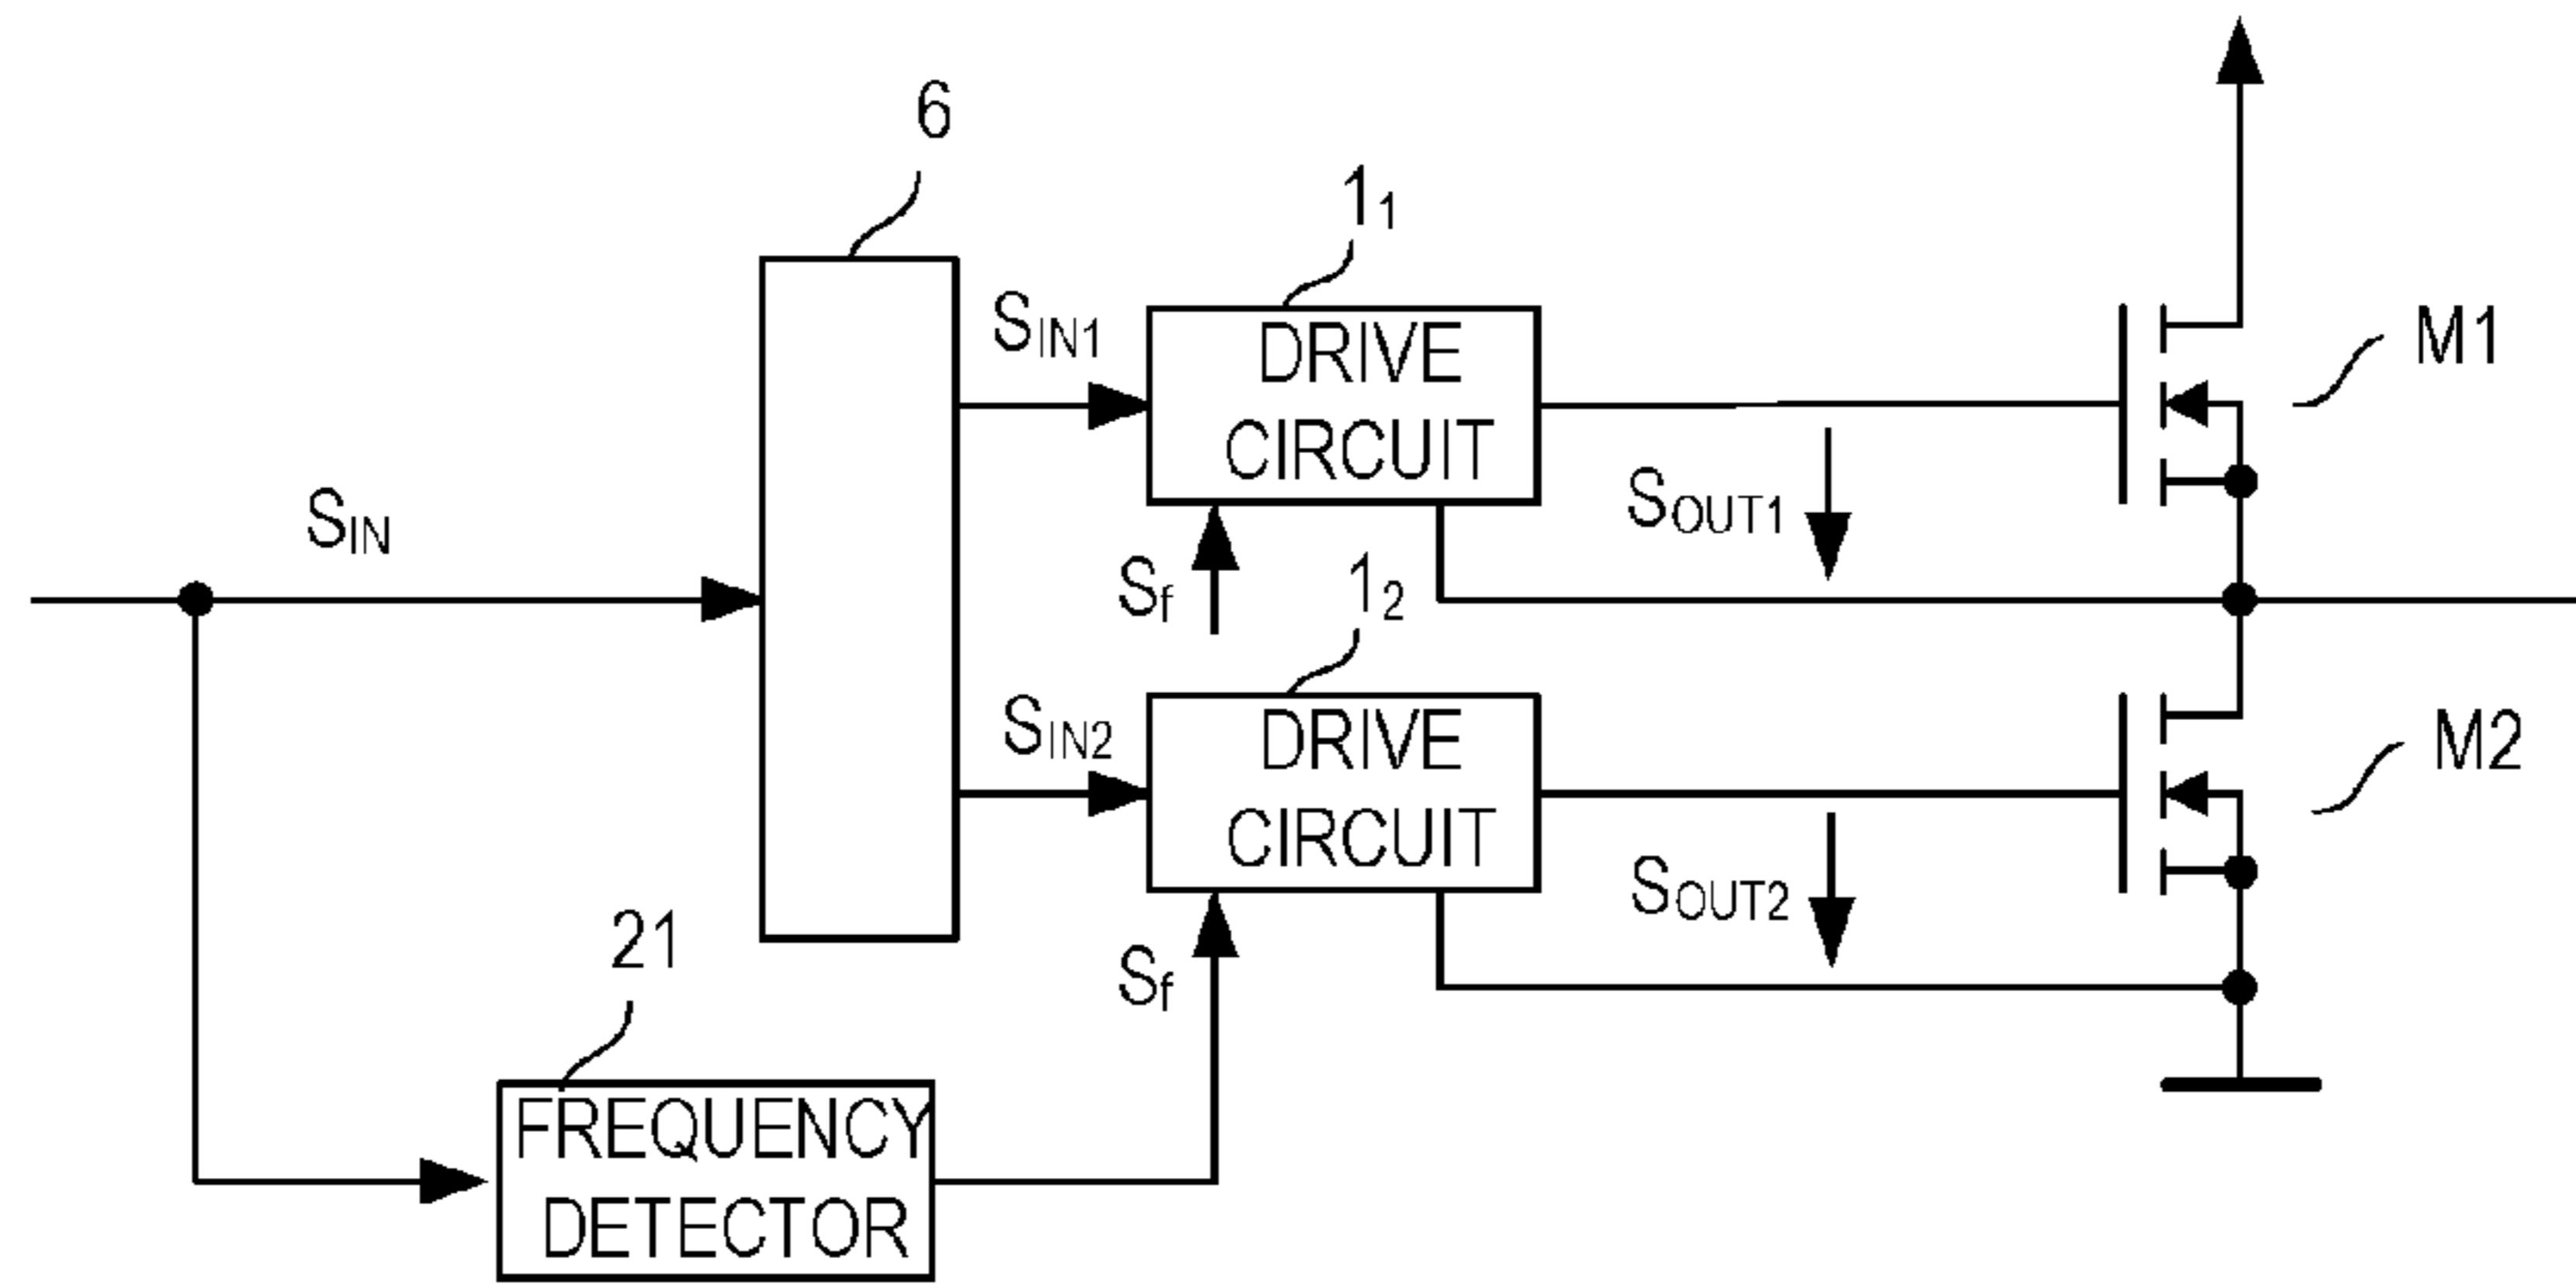 6
1₁
S_IN1
DRIVE
CIRCUIT
M1
S_IN
S_OUT1
S_f
1₂
S_IN2
DRIVE
CIRCUIT
M2
S_OUT2
21
S_f
FREQUENCY
DETECTOR